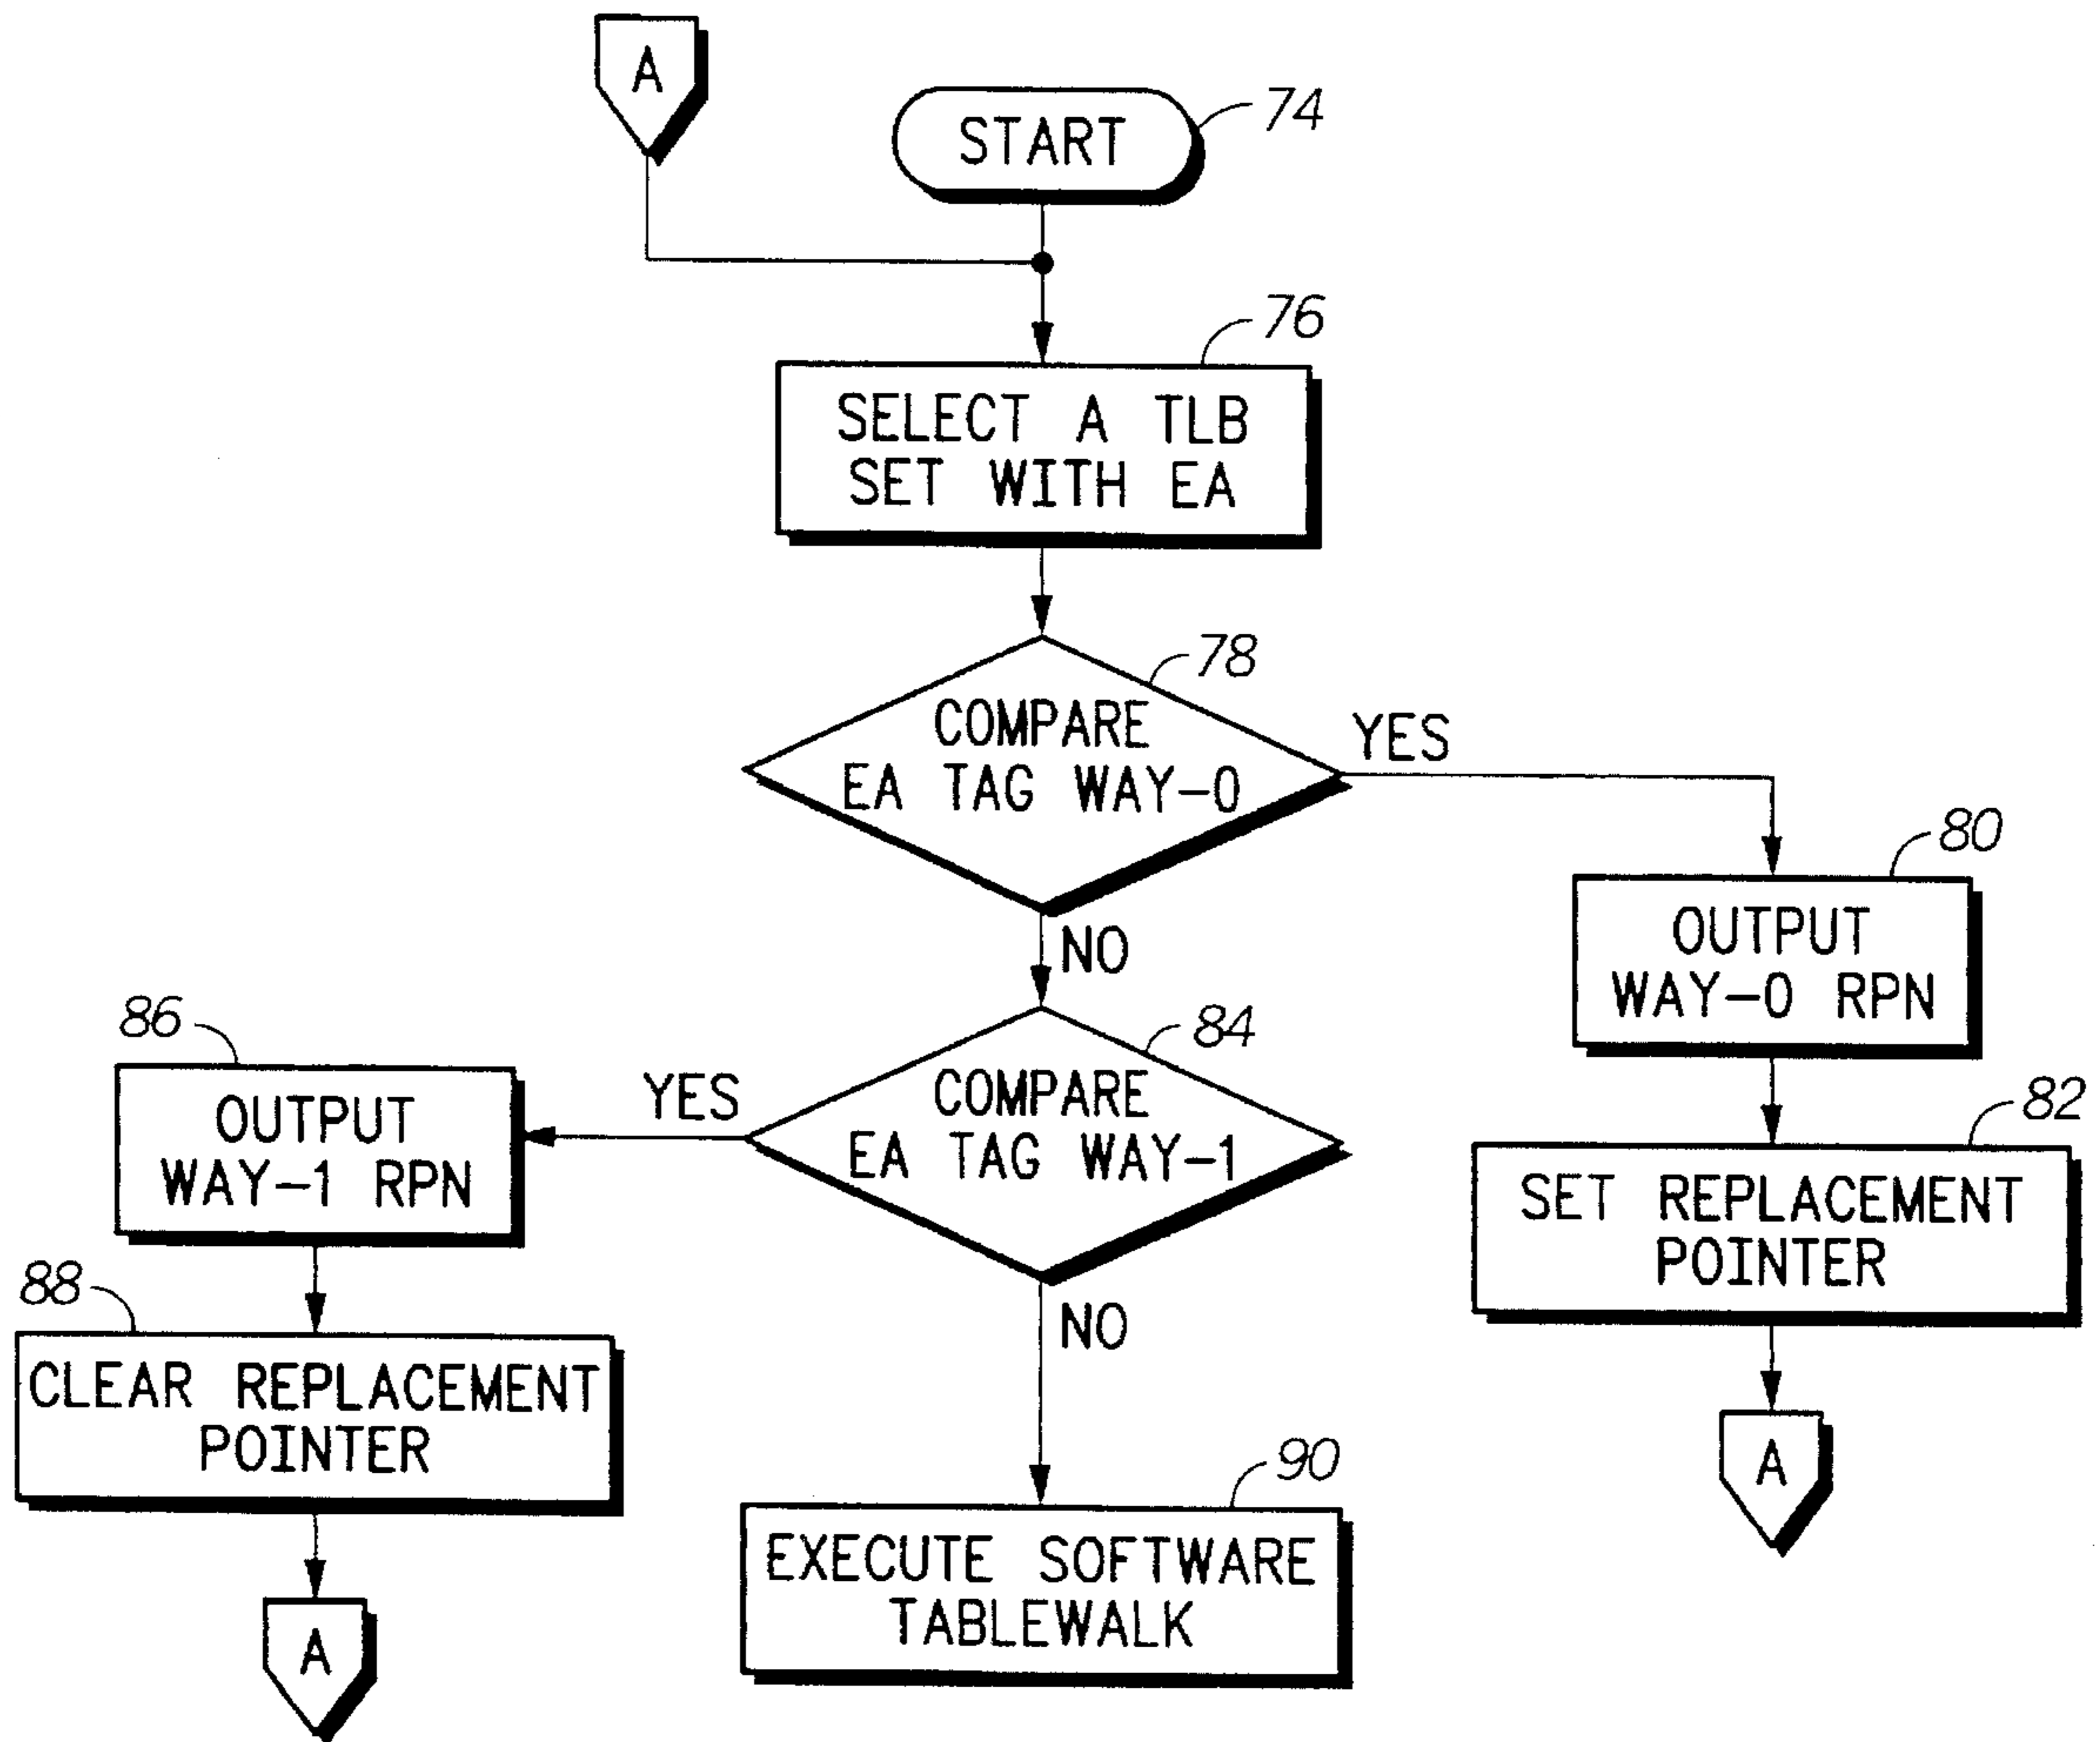 A
START
74
76
SELECT A TLB
SET WITH EA
78
COMPARE
EA TAG WAY-0
YES
NO
80
OUTPUT
WAY-0 RPN
82
SET REPLACEMENT
POINTER
A
84
COMPARE
EA TAG WAY-1
YES
NO
86
OUTPUT
WAY-1 RPN
88
CLEAR REPLACEMENT
POINTER
A
90
EXECUTE SOFTWARE
TABLEWALK